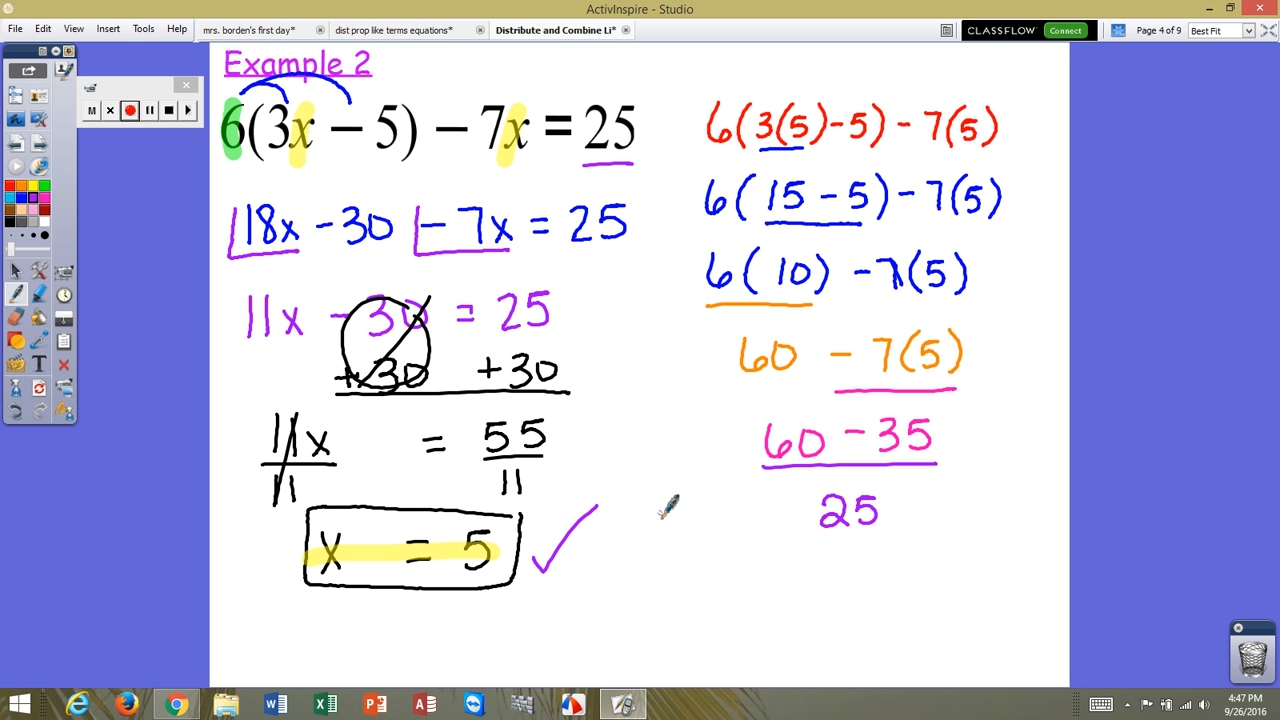 ActivInspire - Studio
File Edit View Insert Tools Help
mrs. borden's first day* dist prop like terms equations* Distribute and Combine Li*
CLASSFLOW Connect
Page 4 of 9 Best Fit
Example 2
6(3x − 5) − 7x = 25
18x - 30 - 7x = 25
11x - 30 = 25
+ 30 + 30
11x = 55
11 11
x = 5 ✓
6(3(5)-5) - 7(5)
6(15 - 5) - 7(5)
6(10) - 7(5)
60 - 7(5)
60 - 35
25
M
4:47 PM
9/26/2016